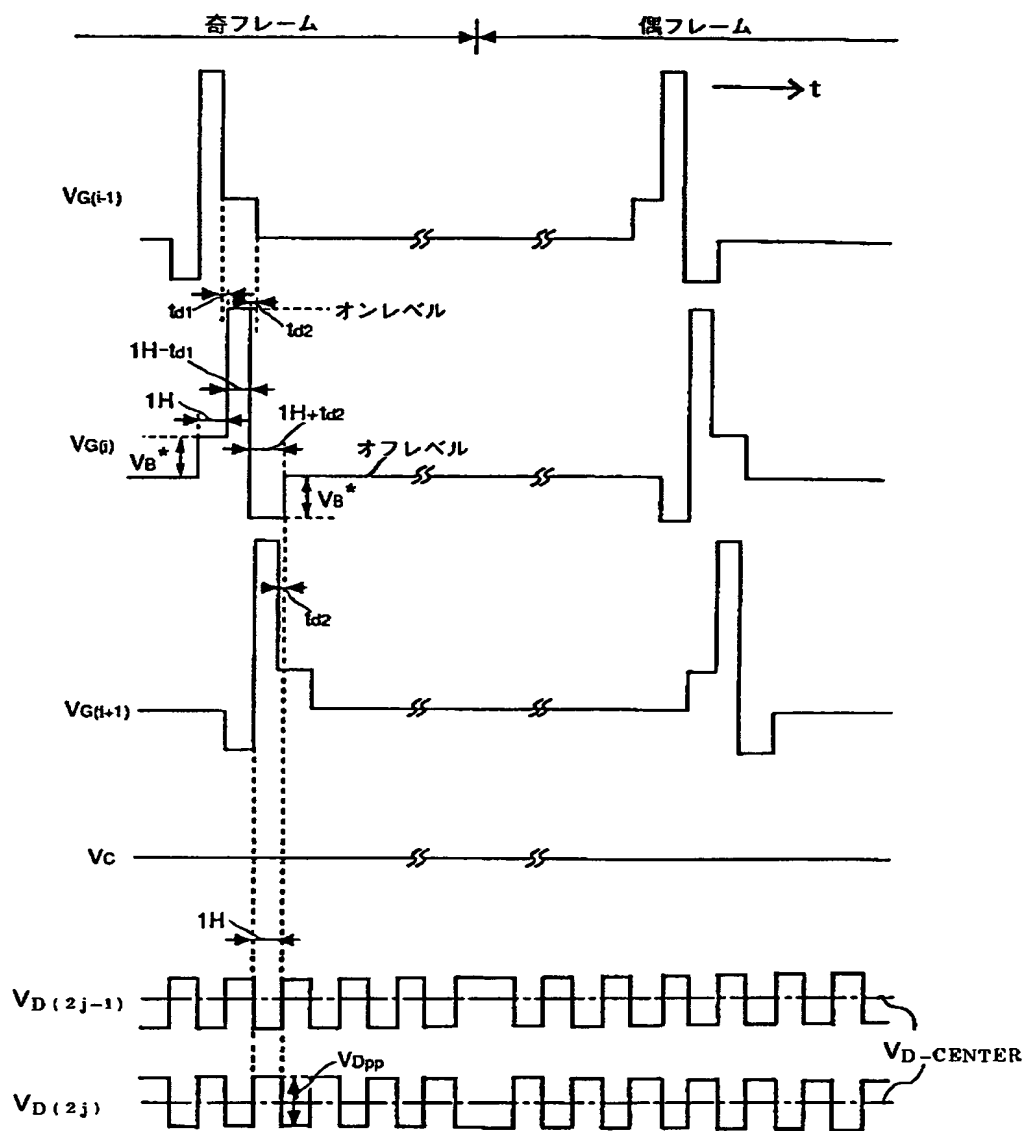 奇フレーム
偶フレーム
t
VG(i-1)
td1
td2
オンレベル
1H-td1
1H
1H+td2
VG(i)
VB*
オフレベル
VB*
td2
VG(i+1)
VC
1H
VD(2j-1)
VD-CENTER
VDpp
VD(2j)